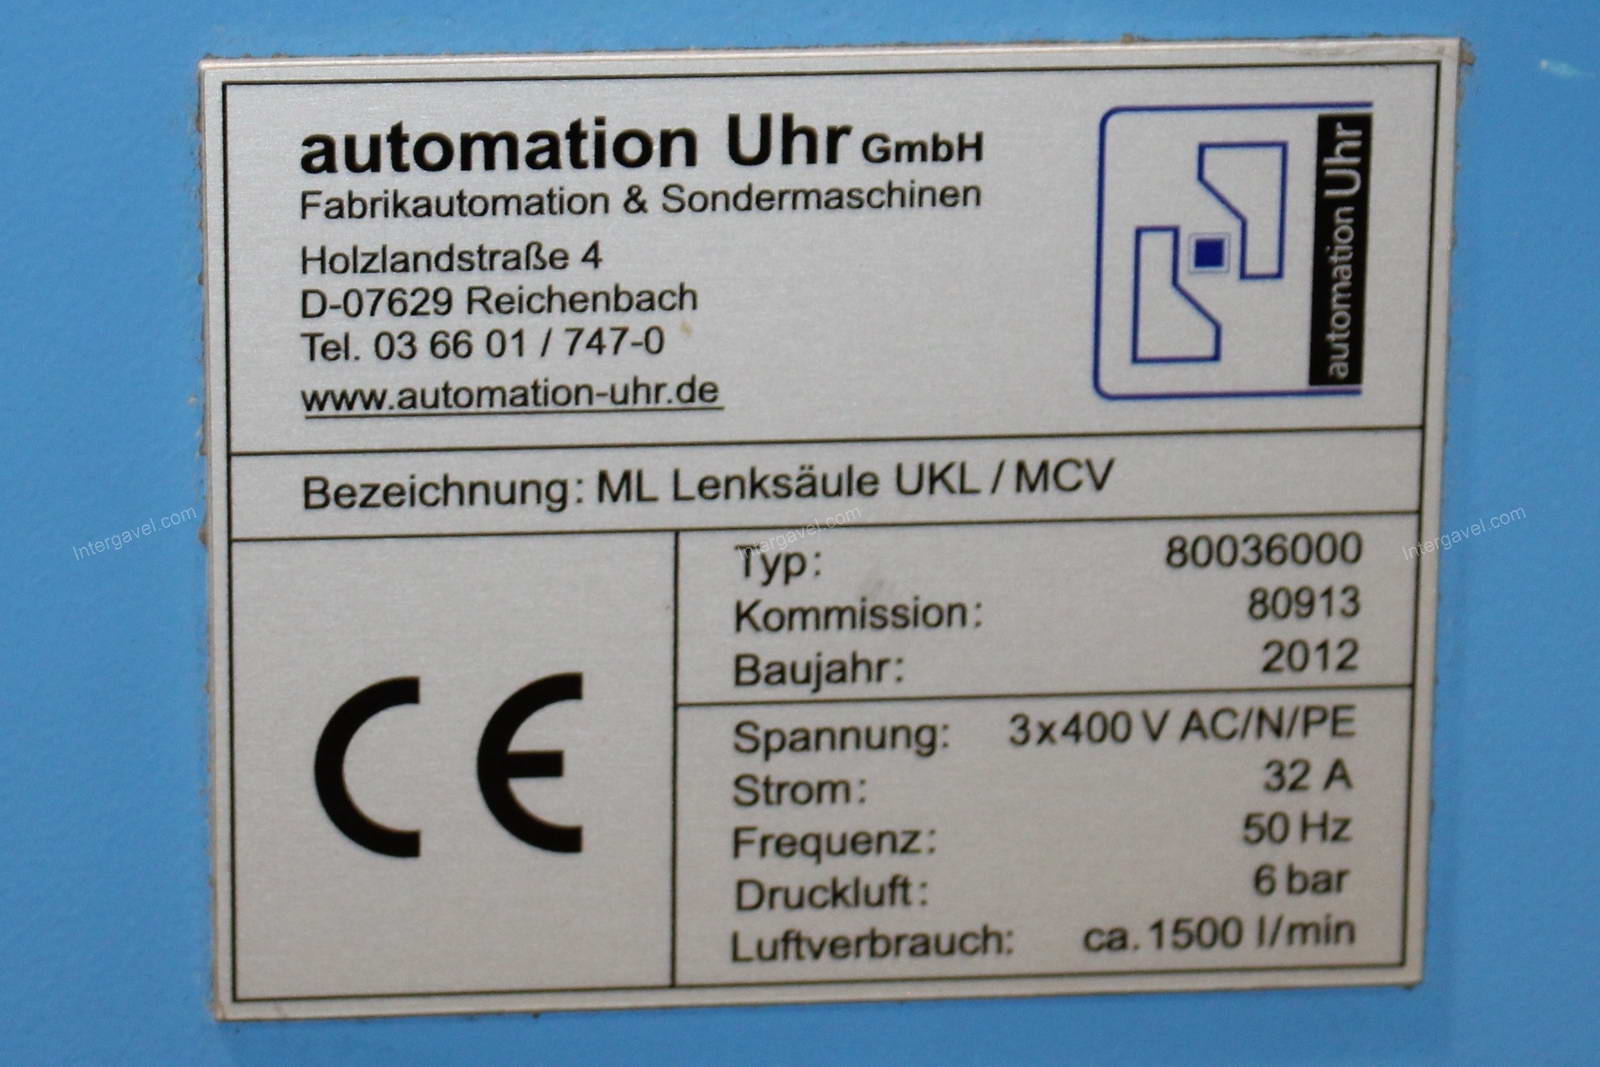 automation Uhr GmbH
Fabrikautomation & Sondermaschinen
Holzlandstraße 4
D-07629 Reichenbach
Tel. 03 66 01 / 747-0
www.automation-uhr.de
automation Uhr
Bezeichnung: ML Lenksäule UKL / MCV
CE
Typ: 80036000
Kommission: 80913
Baujahr: 2012
Spannung: 3x400 V AC/N/PE
Strom: 32 A
Frequenz: 50 Hz
Druckluft: 6 bar
Luftverbrauch: ca. 1500 l/min
Intergavel.com
Intergavel.com
Intergavel.com